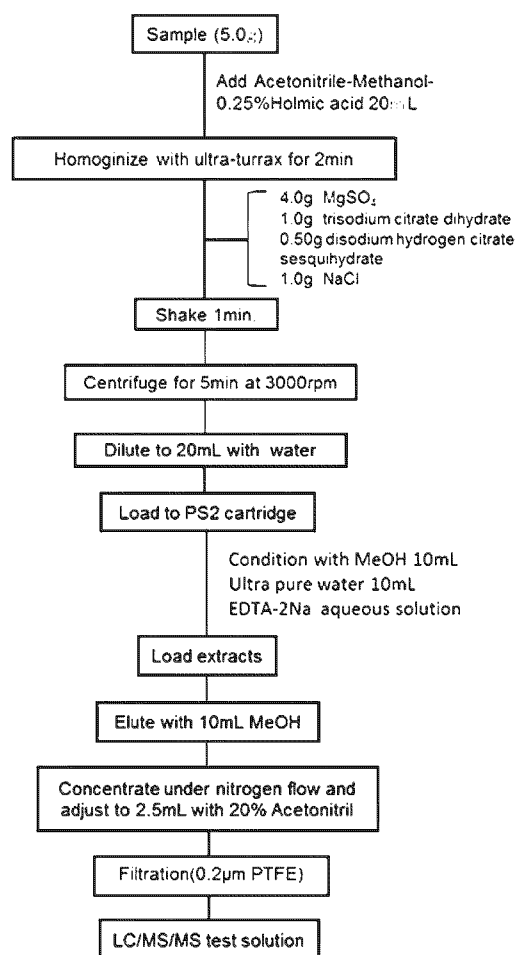 Sample (5.0
Add Acetonitrile-Methanol-
0.25%Holmic acid 20
Homoginize with ultra-turrax for 2min
4.0g MgSO₄
1.0g trisodium citrate dihydrate
0.50g disodium hydrogen citrate
sesquihydrate
1.0g NaCl
Shake 1min.
Centrifuge for 5min at 3000rpm
Dilute to 20mL with water
Load to PS2 cartridge
Condition with MeOH 10mL
Ultra pure water 10mL
EDTA-2Na aqueous solution
Load extracts
Elute with 10mL MeOH
Concentrate under nitrogen flow and
adjust to 2.5mL with 20% Acetonitril
Filtration(0.2µm PTFE)
LC/MS/MS test solution